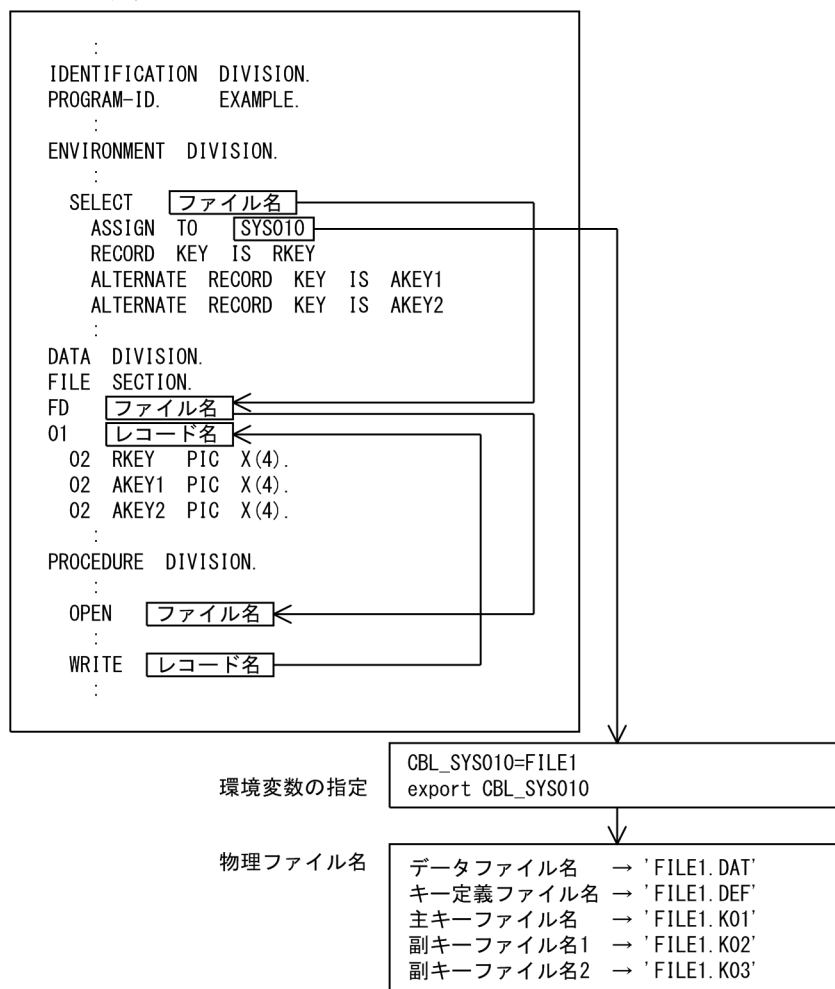 :
IDENTIFICATION DIVISION.
PROGRAM-ID. EXAMPLE.
:
ENVIRONMENT DIVISION.
:
SELECT ファイル名
ASSIGN TO SYS010
RECORD KEY IS RKEY
ALTERNATE RECORD KEY IS AKEY1
ALTERNATE RECORD KEY IS AKEY2
:
DATA DIVISION.
FILE SECTION.
FD ファイル名
01 レコード名
02 RKEY PIC X(4).
02 AKEY1 PIC X(4).
02 AKEY2 PIC X(4).
:
PROCEDURE DIVISION.
:
OPEN ファイル名
:
WRITE レコード名
:
環境変数の指定
CBL_SYS010=FILE1
export CBL_SYS010
物理ファイル名
データファイル名 → 'FILE1.DAT'
キー定義ファイル名 → 'FILE1.DEF'
主キーファイル名 → 'FILE1.K01'
副キーファイル名1 → 'FILE1.K02'
副キーファイル名2 → 'FILE1.K03'